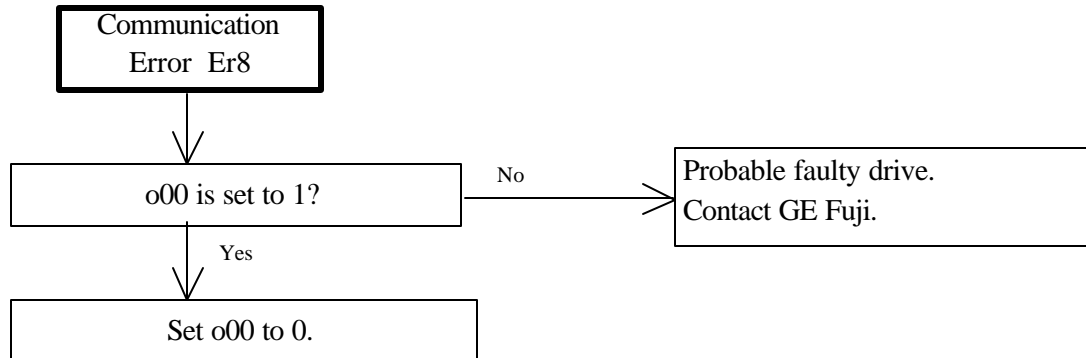 Communication
Error Er8
o00 is set to 1?
No
Probable faulty drive.
Contact GE Fuji.
Yes
Set o00 to 0.